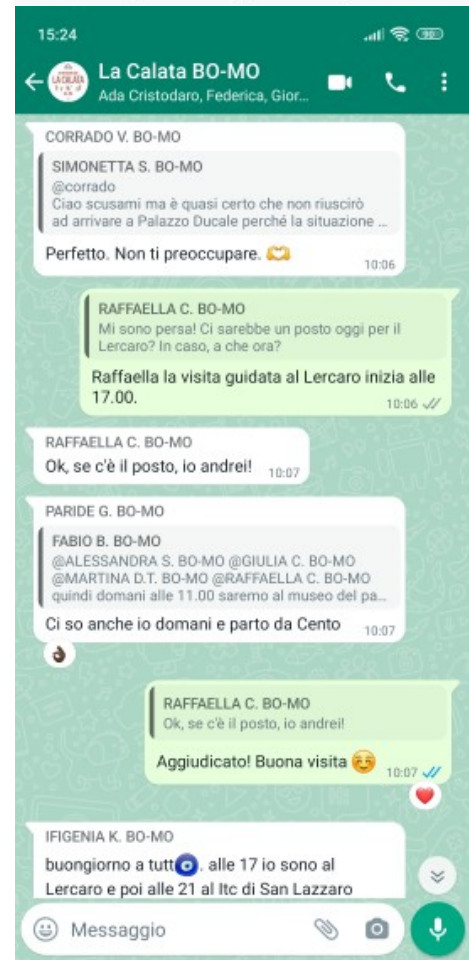 15:24
90
La Calata BO-MO
Ada Cristodaro, Federica, Gior...
CORRADO V. BO-MO
SIMONETTA S. BO-MO
@corrado
Ciao scusami ma è quasi certo che non riuscirò
ad arrivare a Palazzo Ducale perché la situazione ...
Perfetto. Non ti preoccupare. 🫶
10:06
RAFFAELLA C. BO-MO
Mi sono persa! Ci sarebbe un posto oggi per il
Lercaro? In caso, a che ora?
Raffaella la visita guidata al Lercaro inizia alle
17.00.
10:06
RAFFAELLA C. BO-MO
Ok, se c'è il posto, io andrei!
10:07
PARIDE G. BO-MO
FABIO B. BO-MO
@ALESSANDRA S. BO-MO @GIULIA C. BO-MO
@MARTINA D.T. BO-MO @RAFFAELLA C. BO-MO
quindi domani alle 11.00 saremo al museo del pa...
Ci so anche io domani e parto da Cento
10:07
RAFFAELLA C. BO-MO
Ok, se c'è il posto, io andrei!
Aggiudicato! Buona visita ☺️
10:07
IFIGENIA K. BO-MO
buongiorno a tutt🧿. alle 17 io sono al
Lercaro e poi alle 21 al Itc di San Lazzaro
Messaggio